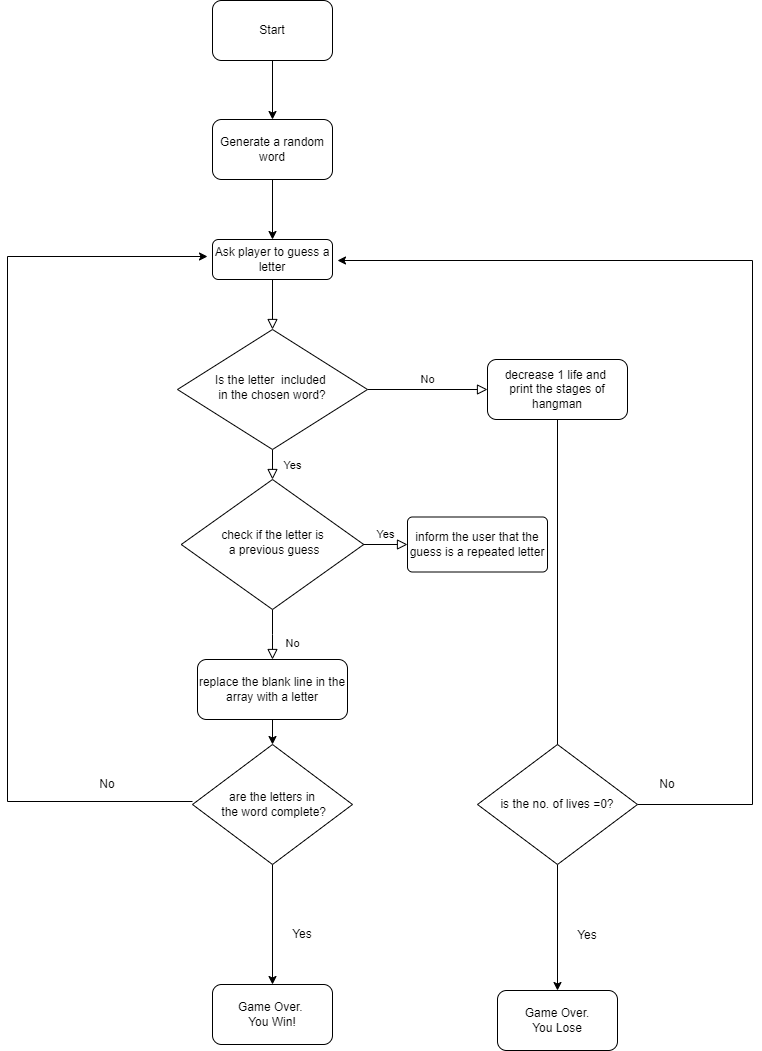 Start
Generate a random
word
Ask player to guess a
letter
Is the letter included
in the chosen word?
No
decrease 1 life and
print the stages of
hangman
Yes
check if the letter is
a previous guess
Yes
inform the user that the
guess is a repeated letter
No
replace the blank line in the
array with a letter
No
are the letters in
the word complete?
is the no. of lives =0?
No
Yes
Yes
Game Over.
You Win!
Game Over.
You Lose